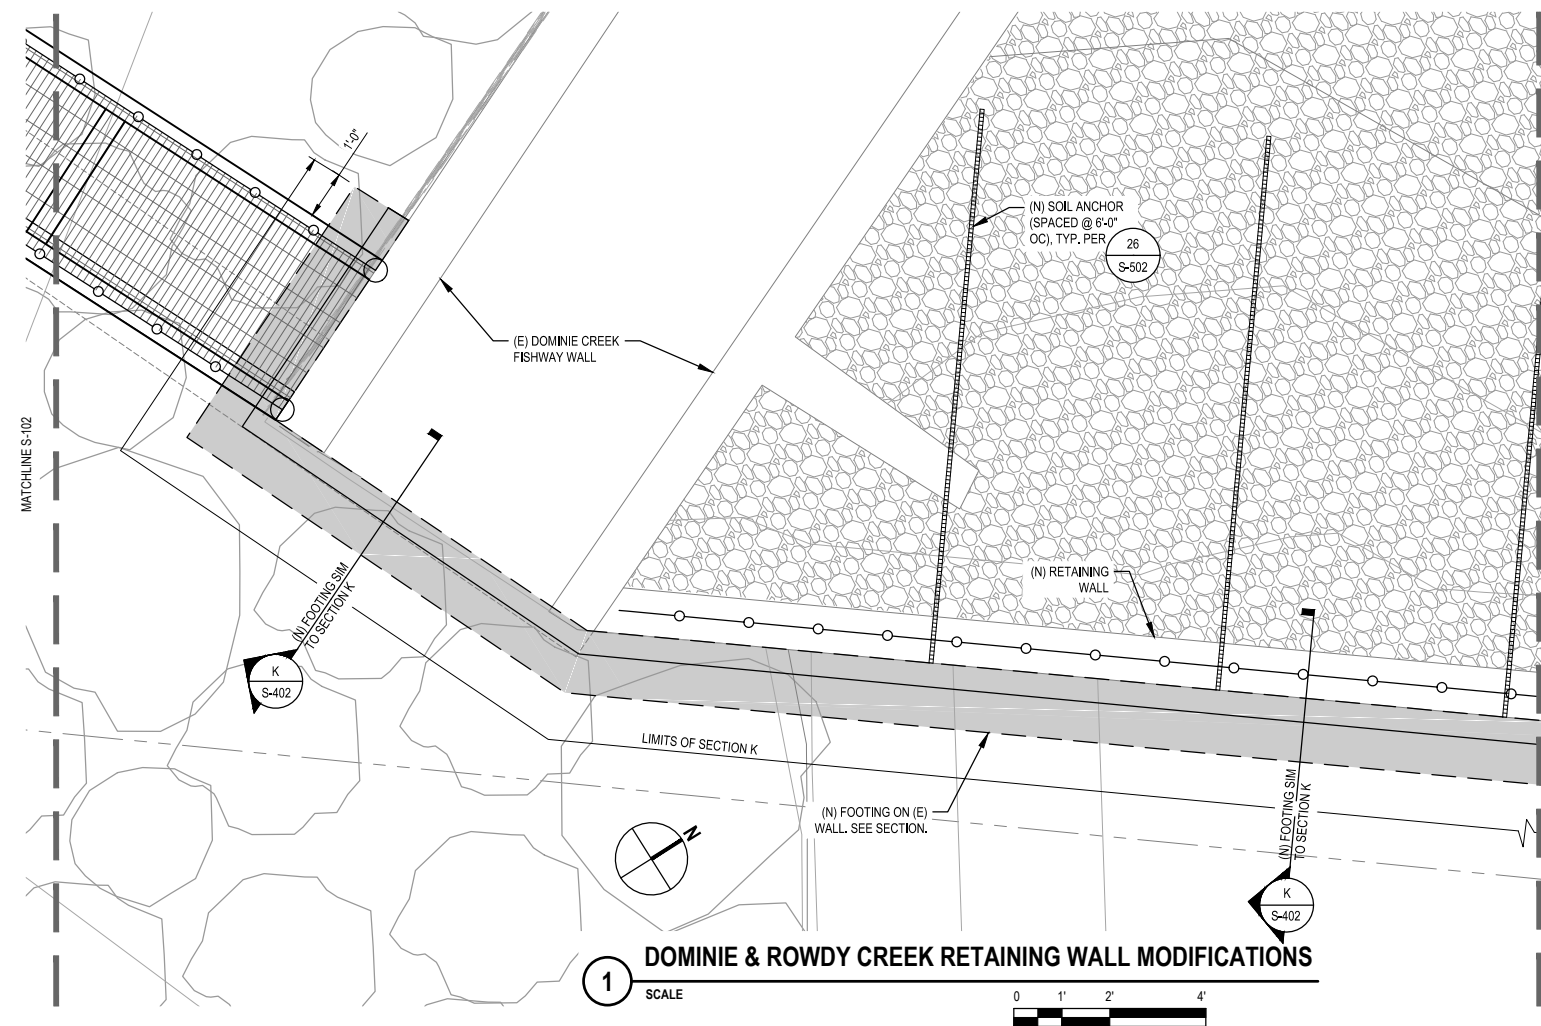 1'-0"
(N) SOIL ANCHOR
(SPACED @ 6'-0"
OC), TYP. PER
26
S-502
(E) DOMINIE CREEK
FISHWAY WALL
MATCHLINE S-102
(N) RETAINING
WALL
(N) FOOTING SIM
TO SECTION K
K
S-402
LIMITS OF SECTION K
(N) FOOTING ON (E)
WALL. SEE SECTION.
N
(N) FOOTING SIM
TO SECTION K
K
S-402
1
DOMINIE & ROWDY CREEK RETAINING WALL MODIFICATIONS
SCALE
0 1' 2' 4'